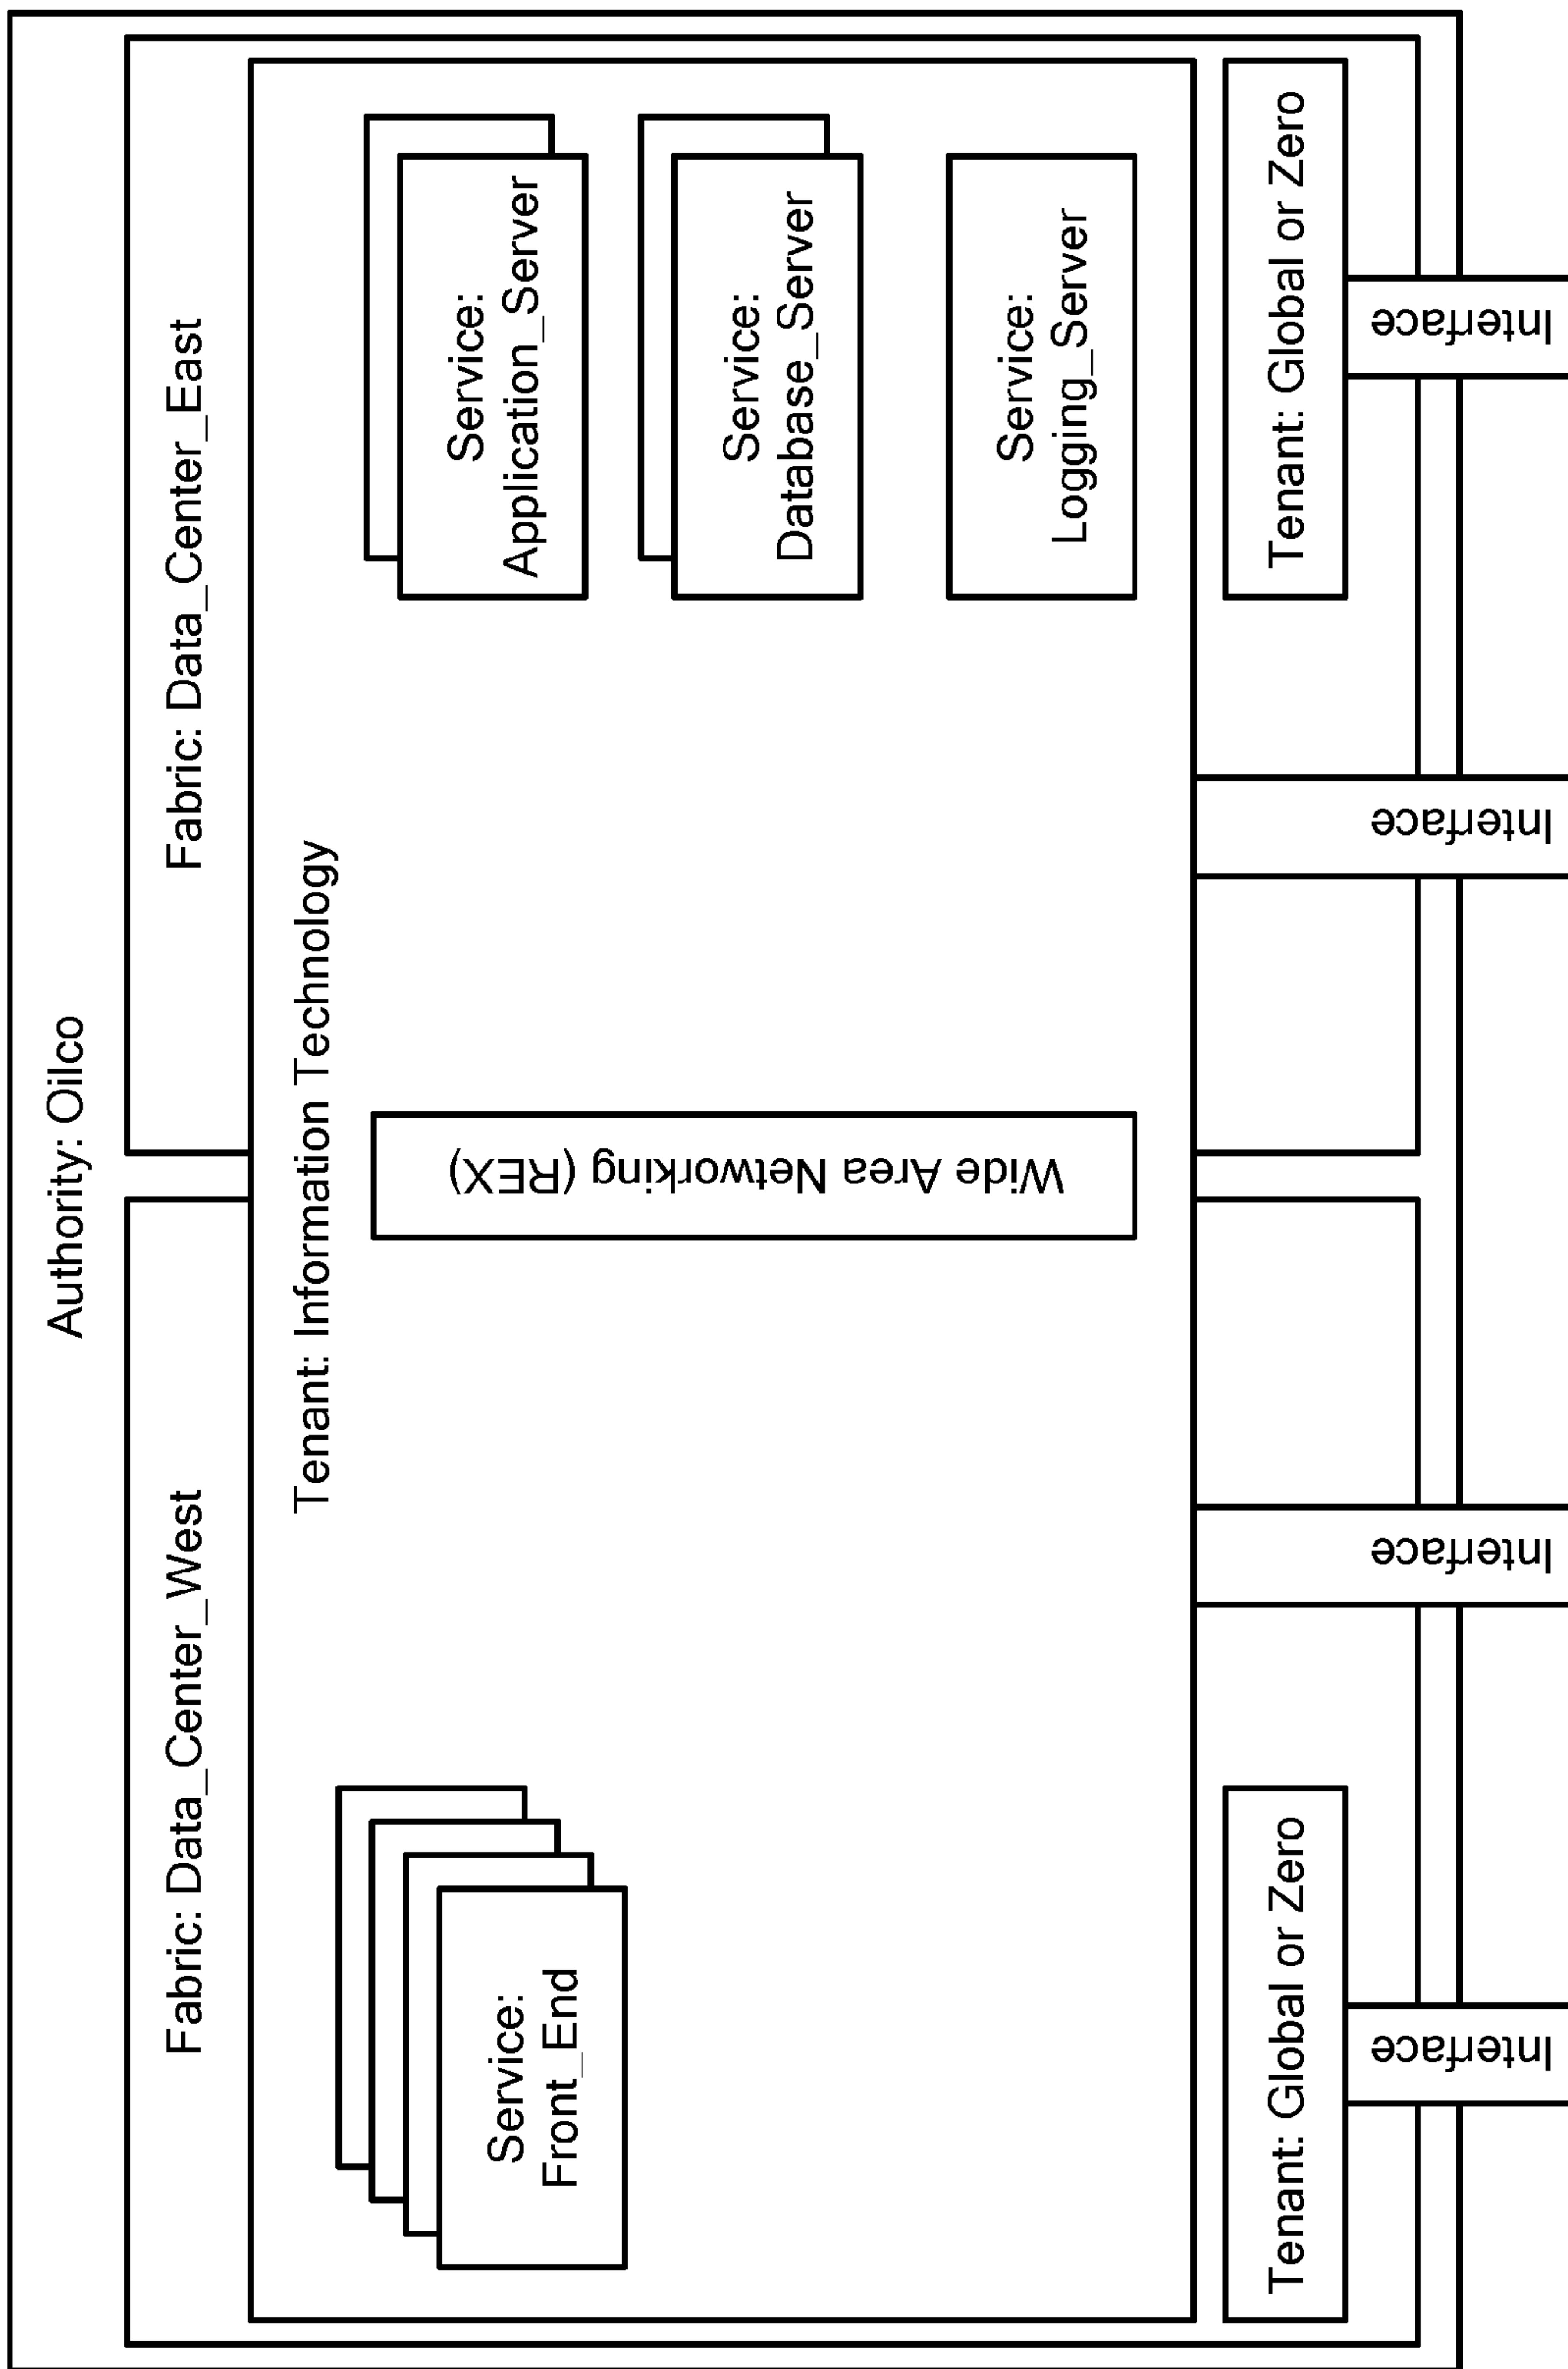 Authority: Oilco
Fabric: Data_Center_West
Fabric: Data_Center_East
Tenant: Information Technology
Service:
Front_End
Wide Area Networking (REX)
Service:
Application_Server
Service:
Database_Server
Service:
Logging_Server
Tenant: Global or Zero
Tenant: Global or Zero
Interface
Interface
Interface
Interface